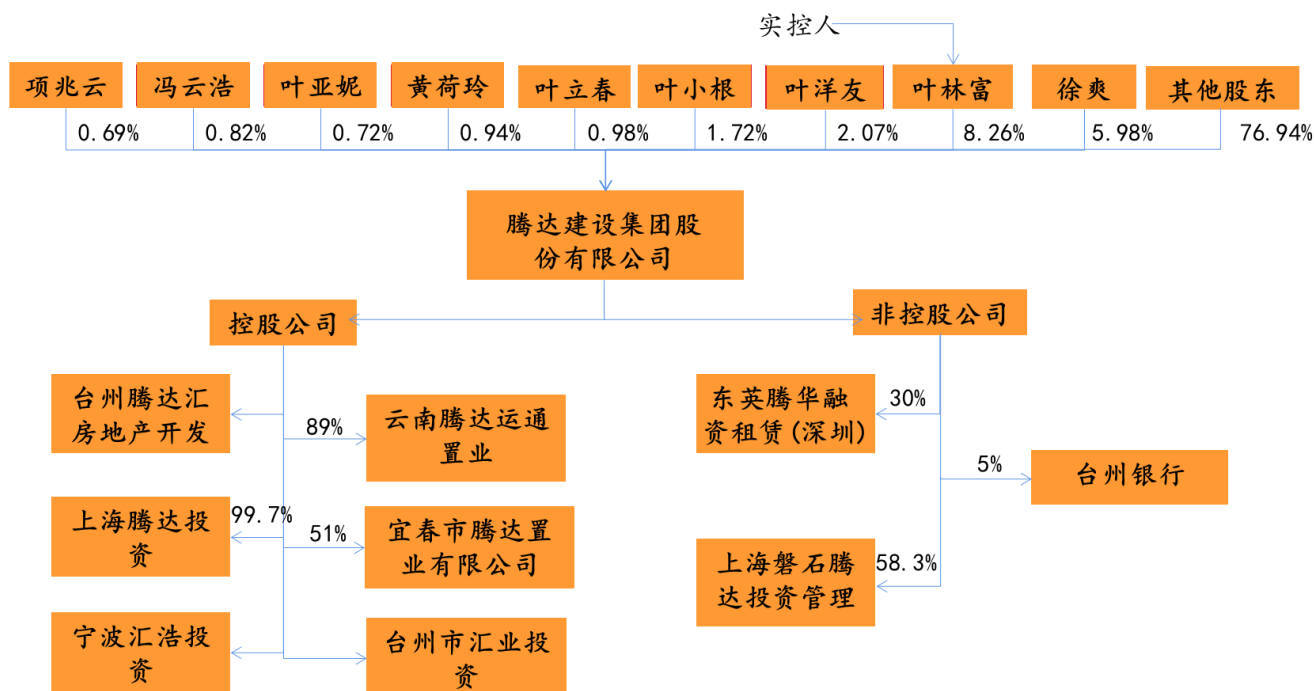 实控人
项兆云
冯云浩
叶亚妮
黄荷玲
叶立春
叶小根
叶洋友
叶林富
徐爽
其他股东
0.69%
0.82%
0.72%
0.94%
0.98%
1.72%
2.07%
8.26%
5.98%
76.94%
腾达建设集团股
份有限公司
控股公司
非控股公司
台州腾达汇
房地产开发
89%
云南腾达运通
置业
上海腾达投
资
99.7%
51%
宜春市腾达置
业有限公司
宁波汇浩投
资
台州市汇业投
资
东英腾华融
资租赁(深圳)
30%
5%
台州银行
上海磐石腾
达投资管理
58.3%